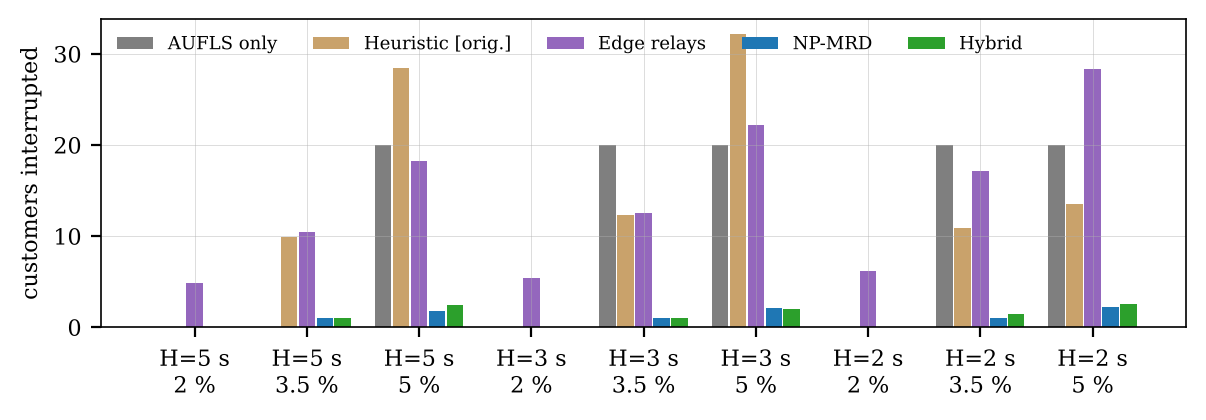 AUFLS only Heuristic [orig.] Edge relays NP-MRD Hybrid
customers interrupted
30
20
10
0
H=5 s H=5 s H=5 s H=3 s H=3 s H=3 s H=2 s H=2 s H=2 s
2 % 3.5 % 5 % 2 % 3.5 % 5 % 2 % 3.5 % 5 %